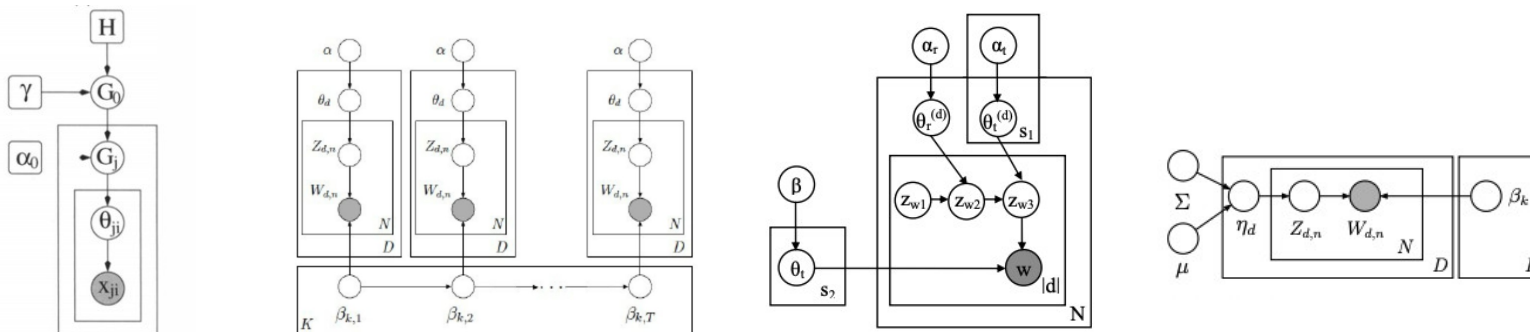 H
γ
G0
α0
Gj
θji
xji
α α α
θd θd θd
Zd,n Zd,n Zd,n
Wd,n Wd,n Wd,n
N N N
D D D
βk,1 βk,2 ... βk,T
K
αr αt
θr(d) θt(d)
s1
β
zw1 zw2 zw3
θt
w
s2
|d|
N
Σ
ηd Zd,n Wd,n βk
N
μ
D